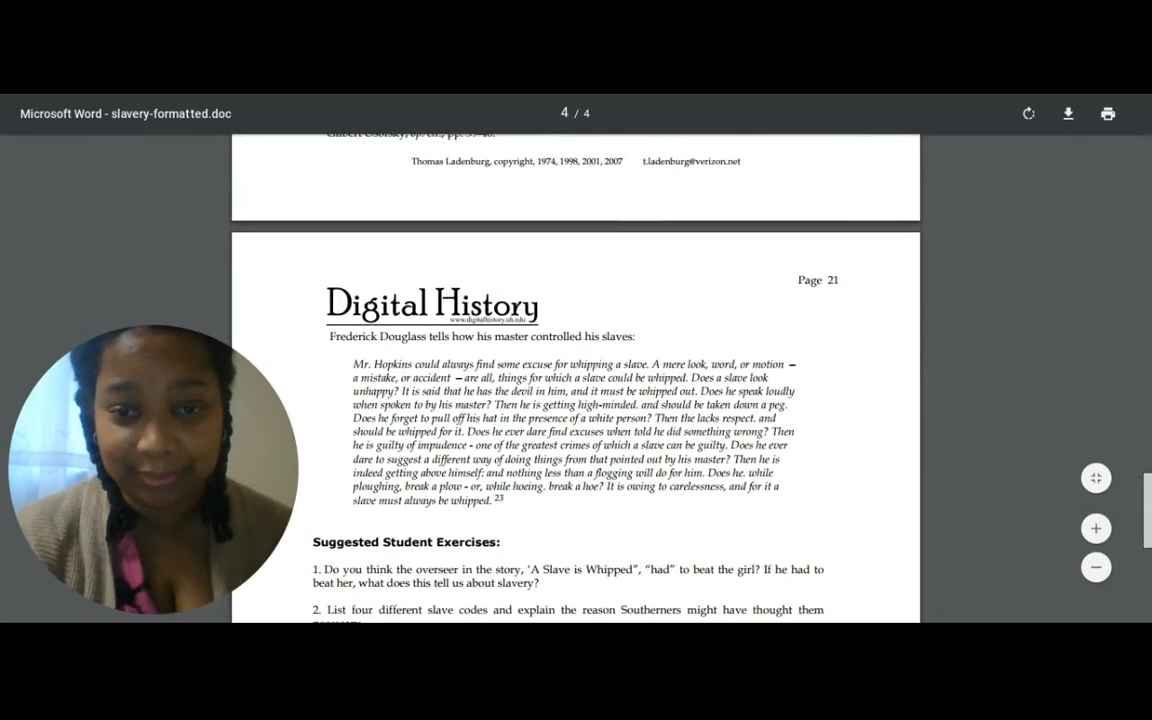 Microsoft Word - slavery-formatted.doc
4 / 4
Thomas Ladenburg, copyright, 1974, 1998, 2001, 2007 t.ladenburg@verizon.net
Page 21
Digital History
www.digitalhistory.uh.edu
Frederick Douglass tells how his master controlled his slaves:
Mr. Hopkins could always find some excuse for whipping a slave. A mere look, word, or motion –
a mistake, or accident – are all, things for which a slave could be whipped. Does a slave look
unhappy? It is said that he has the devil in him, and it must be whipped out. Does he speak loudly
when spoken to by his master? Then he is getting high-minded. and should be taken down a peg.
Does he forget to pull off his hat in the presence of a white person? Then the lacks respect. and
should be whipped for it. Does he ever dare find excuses when told he did something wrong? Then
he is guilty of impudence - one of the greatest crimes of which a slave can be guilty. Does he ever
dare to suggest a different way of doing things from that pointed out by his master? Then he is
indeed getting above himself: and nothing less than a flogging will do for him. Does he. while
ploughing, break a plow - or, while hoeing. break a hoe? It is owing to carelessness, and for it a
slave must always be whipped. 23
Suggested Student Exercises:
1. Do you think the overseer in the story, ‘A Slave is Whipped”, “had” to beat the girl? If he had to
beat her, what does this tell us about slavery?
2. List four different slave codes and explain the reason Southerners might have thought them